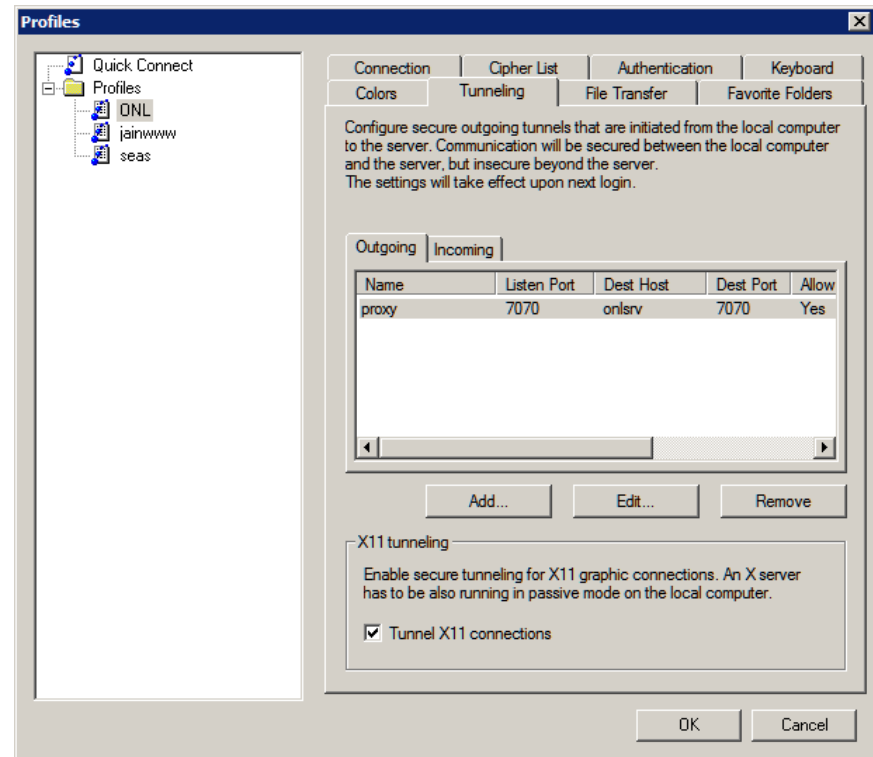 Profiles
Quick Connect
Profiles
ONL
jainwww
seas
Connection Cipher List Authentication Keyboard
Colors Tunneling File Transfer Favorite Folders
Configure secure outgoing tunnels that are initiated from the local computer
to the server. Communication will be secured between the local computer
and the server, but insecure beyond the server.
The settings will take effect upon next login.
Outgoing Incoming
Name Listen Port Dest Host Dest Port Allow
proxy 7070 onlsrv 7070 Yes
Add... Edit... Remove
X11 tunneling
Enable secure tunneling for X11 graphic connections. An X server
has to be also running in passive mode on the local computer.
Tunnel X11 connections
OK Cancel